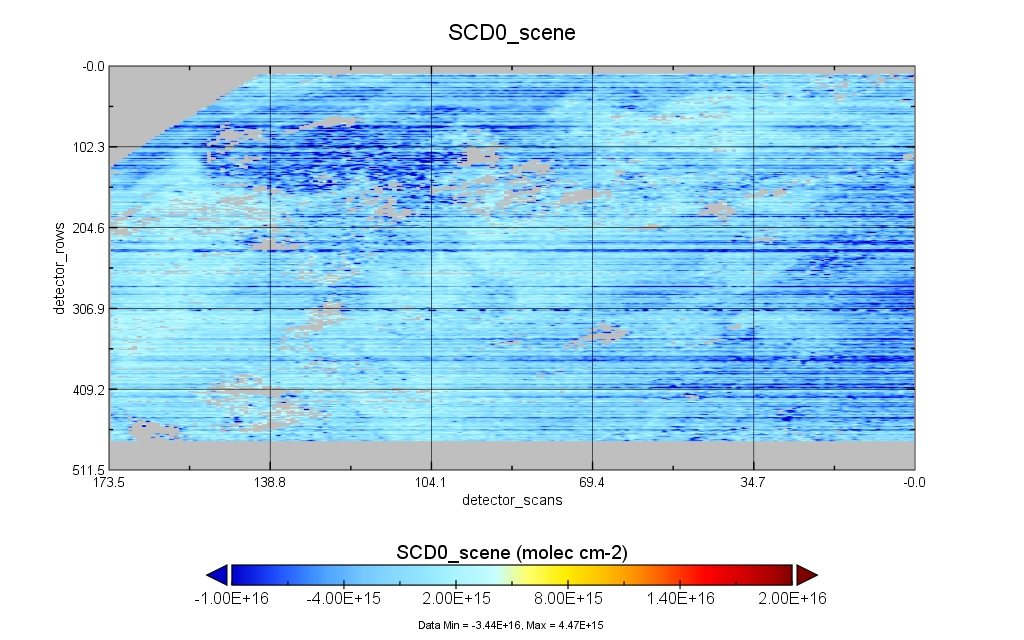 SCD0_scene
-0.0
102.3
204.6
detector_rows
306.9
409.2
511.5
173.5 138.8 104.1 69.4 34.7 -0.0
detector_scans
SCD0_scene (molec cm-2)
-1.00E+16 -4.00E+15 2.00E+15 8.00E+15 1.40E+16 2.00E+16
Data Min = -3.44E+16, Max = 4.47E+15